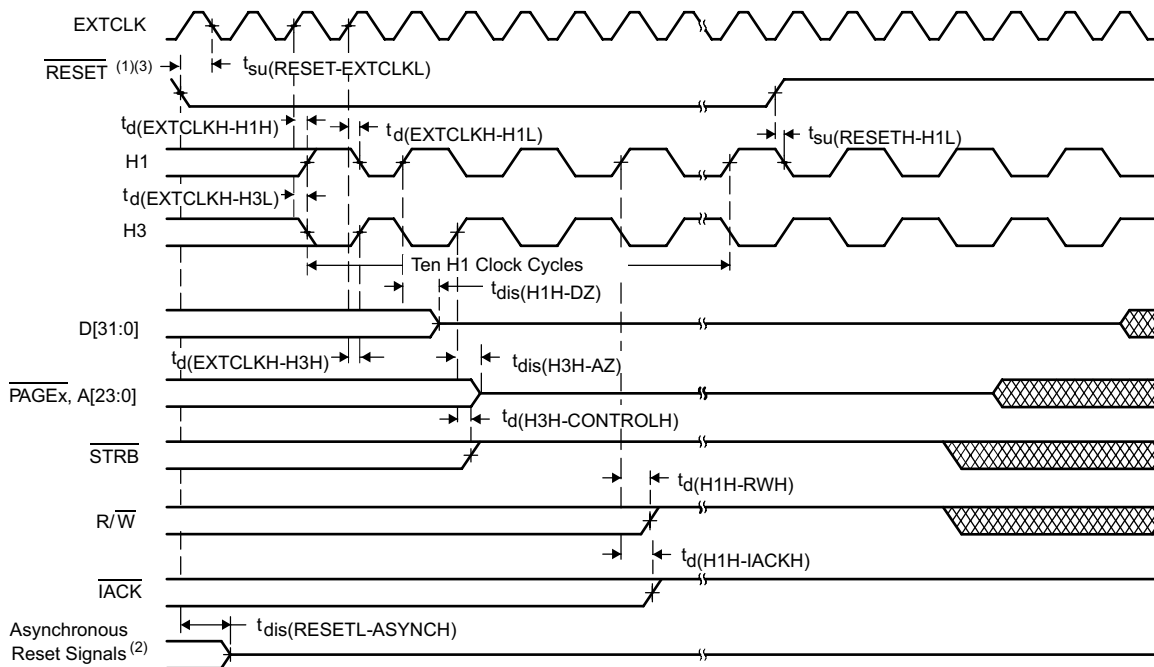 EXTCLK
RESET (1)(3)
tsu(RESET-EXTCLKL)
td(EXTCLKH-H1H)
td(EXTCLKH-H1L)
tsu(RESETH-H1L)
H1
td(EXTCLKH-H3L)
H3
Ten H1 Clock Cycles
tdis(H1H-DZ)
D[31:0]
td(EXTCLKH-H3H)
tdis(H3H-AZ)
PAGEx, A[23:0]
td(H3H-CONTROLH)
STRB
td(H1H-RWH)
R/W
td(H1H-IACKH)
IACK
tdis(RESETL-ASYNCH)
Asynchronous
Reset Signals (2)